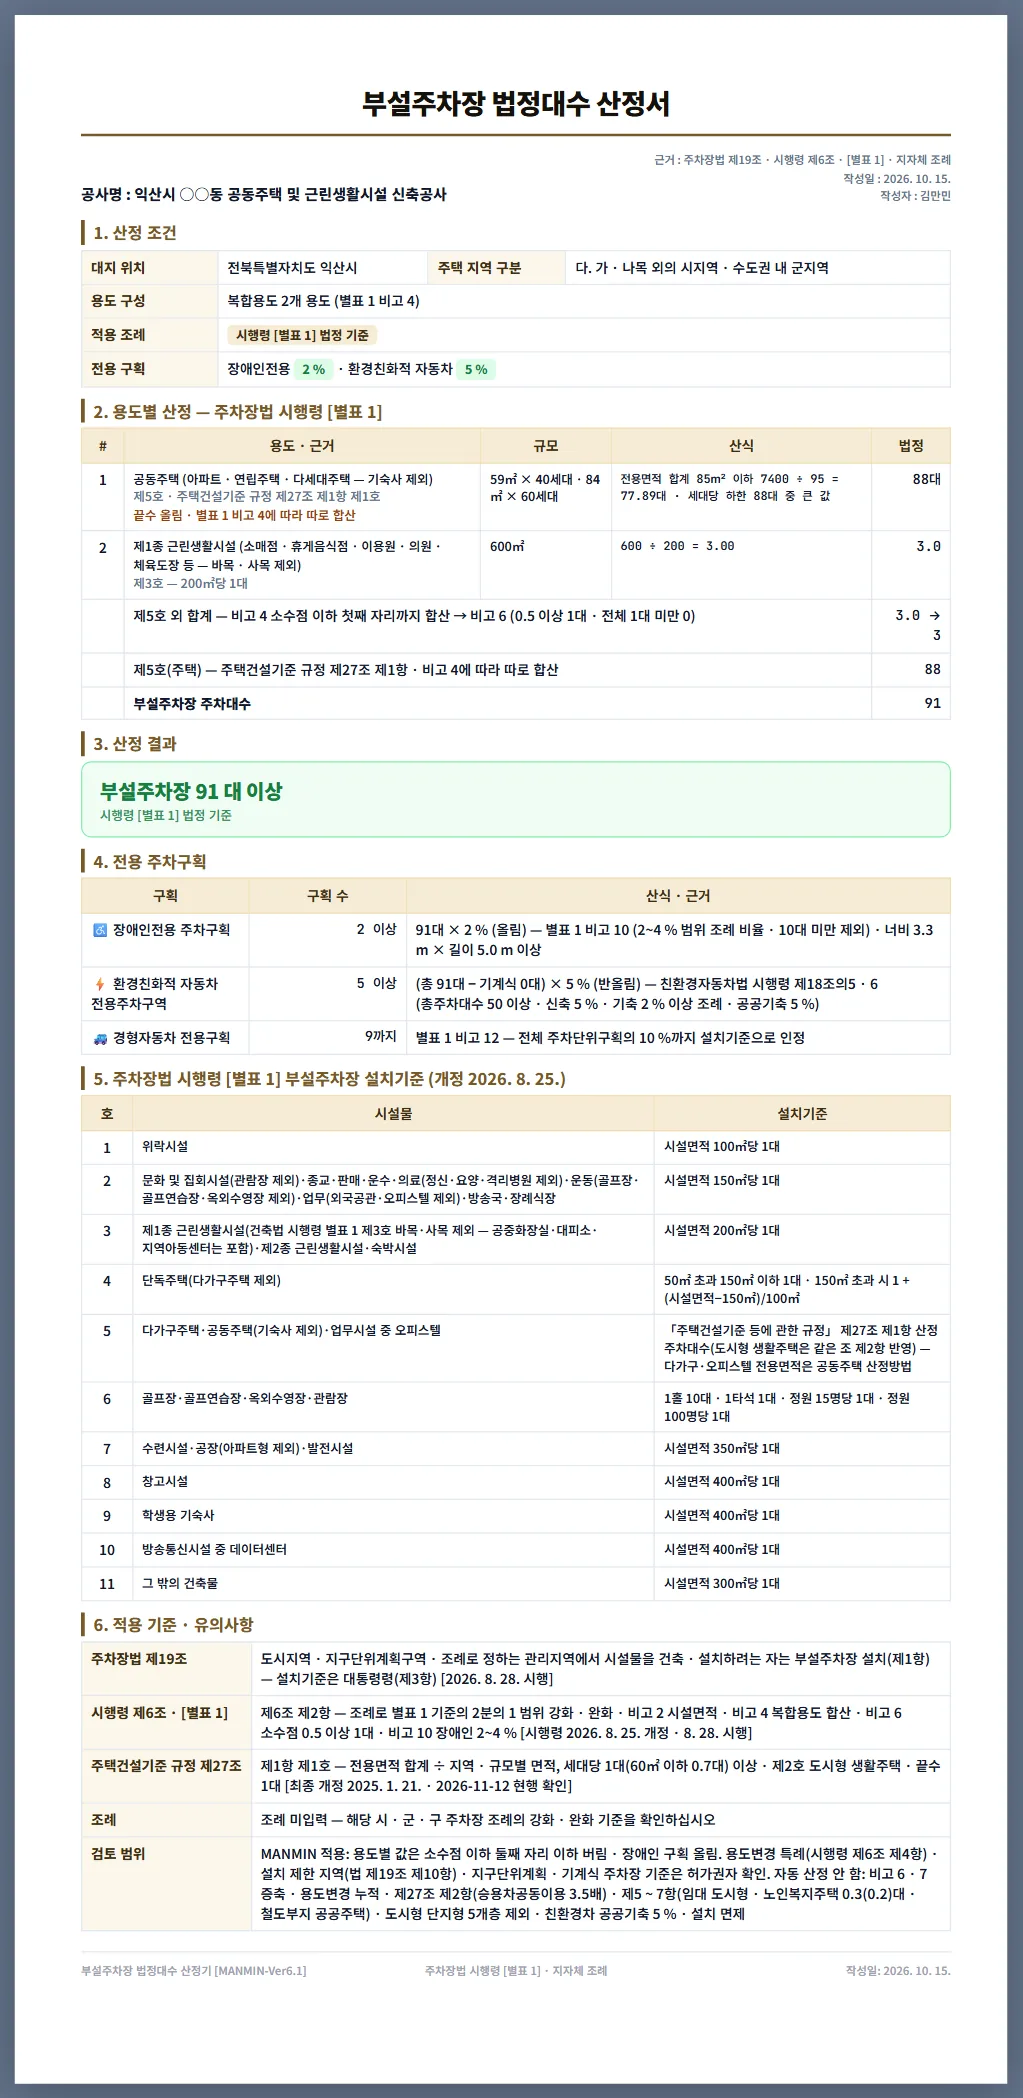 부설주차장 법정대수 산정서
근거 : 주차장법 제19조 · 시행령 제6조 · [별표 1] · 지자체 조례
작성일 : 2026. 10. 15.
공사명 : 익산시 ○○동 공동주택 및 근린생활시설 신축공사
작성자 : 김만민
1. 산정 조건
대지 위치 전북특별자치도 익산시 주택 지역 구분 다. 가 · 나목 외의 시지역 · 수도권 내 군지역
용도 구성 복합용도 2개 용도 (별표 1 비고 4)
적용 조례 시행령 [별표 1] 법정 기준
전용 구획 장애인전용 2 % · 환경친화적 자동차 5 %
2. 용도별 산정 — 주차장법 시행령 [별표 1]
# 용도 · 근거 규모 산식 법정
1 공동주택 (아파트 · 연립주택 · 다세대주택 — 기숙사 제외) 59㎡ × 40세대 · 84 전용면적 합계 85m² 이하 7400 ÷ 95 = 88대
제5호 · 주택건설기준 규정 제27조 제1항 제1호 ㎡ × 60세대 77.89대 · 세대당 하한 88대 중 큰 값
끝수 올림 · 별표 1 비고 4에 따라 따로 합산
2 제1종 근린생활시설 (소매점 · 휴게음식점 · 이용원 · 의원 · 600㎡ 600 ÷ 200 = 3.00 3.0
체육도장 등 — 바목 · 사목 제외)
제3호 — 200㎡당 1대
제5호 외 합계 — 비고 4 소수점 이하 첫째 자리까지 합산 → 비고 6 (0.5 이상 1대 · 전체 1대 미만 0) 3.0 →
3
제5호(주택) — 주택건설기준 규정 제27조 제1항 · 비고 4에 따라 따로 합산 88
부설주차장 주차대수 91
3. 산정 결과
부설주차장 91 대 이상
시행령 [별표 1] 법정 기준
4. 전용 주차구획
구획 구획 수 산식 · 근거
♿ 장애인전용 주차구획 2 이상 91대 × 2 % (올림) — 별표 1 비고 10 (2~4 % 범위 조례 비율 · 10대 미만 제외) · 너비 3.3
m × 길이 5.0 m 이상
⚡ 환경친화적 자동차 5 이상 (총 91대 − 기계식 0대) × 5 % (반올림) — 친환경자동차법 시행령 제18조의5 · 6
전용주차구역 (총주차대수 50 이상 · 신축 5 % · 기축 2 % 이상 조례 · 공공기축 5 %)
🚙 경형자동차 전용구획 9까지 별표 1 비고 12 — 전체 주차단위구획의 10 %까지 설치기준으로 인정
5. 주차장법 시행령 [별표 1] 부설주차장 설치기준 (개정 2026. 8. 25.)
호 시설물 설치기준
1 위락시설 시설면적 100㎡당 1대
2 문화 및 집회시설(관람장 제외)·종교·판매·운수·의료(정신·요양·격리병원 제외)·운동(골프장· 시설면적 150㎡당 1대
골프연습장·옥외수영장 제외)·업무(외국공관·오피스텔 제외)·방송국·장례식장
3 제1종 근린생활시설(건축법 시행령 별표 1 제3호 바목·사목 제외 — 공중화장실·대피소· 시설면적 200㎡당 1대
지역아동센터는 포함)·제2종 근린생활시설·숙박시설
4 단독주택(다가구주택 제외) 50㎡ 초과 150㎡ 이하 1대 · 150㎡ 초과 시 1 +
(시설면적−150㎡)/100㎡
5 다가구주택·공동주택(기숙사 제외)·업무시설 중 오피스텔 「주택건설기준 등에 관한 규정」 제27조 제1항 산정
주차대수(도시형 생활주택은 같은 조 제2항 반영) —
다가구·오피스텔 전용면적은 공동주택 산정방법
6 골프장·골프연습장·옥외수영장·관람장 1홀 10대 · 1타석 1대 · 정원 15명당 1대 · 정원
100명당 1대
7 수련시설·공장(아파트형 제외)·발전시설 시설면적 350㎡당 1대
8 창고시설 시설면적 400㎡당 1대
9 학생용 기숙사 시설면적 400㎡당 1대
10 방송통신시설 중 데이터센터 시설면적 400㎡당 1대
11 그 밖의 건축물 시설면적 300㎡당 1대
6. 적용 기준 · 유의사항
주차장법 제19조 도시지역 · 지구단위계획구역 · 조례로 정하는 관리지역에서 시설물을 건축 · 설치하려는 자는 부설주차장 설치(제1항)
— 설치기준은 대통령령(제3항) [2026. 8. 28. 시행]
시행령 제6조 · [별표 1] 제6조 제2항 — 조례로 별표 1 기준의 2분의 1 범위 강화 · 완화 · 비고 2 시설면적 · 비고 4 복합용도 합산 · 비고 6
소수점 0.5 이상 1대 · 비고 10 장애인 2~4 % [시행령 2026. 8. 25. 개정 · 8. 28. 시행]
주택건설기준 규정 제27조 제1항 제1호 — 전용면적 합계 ÷ 지역 · 규모별 면적, 세대당 1대(60㎡ 이하 0.7대) 이상 · 제2호 도시형 생활주택 · 끝수
1대 [최종 개정 2025. 1. 21. · 2026-11-12 현행 확인]
조례 조례 미입력 — 해당 시 · 군 · 구 주차장 조례의 강화 · 완화 기준을 확인하십시오
검토 범위 MANMIN 적용: 용도별 값은 소수점 이하 둘째 자리 이하 버림 · 장애인 구획 올림. 용도변경 특례(시행령 제6조 제4항) ·
설치 제한 지역(법 제19조 제10항) · 지구단위계획 · 기계식 주차장 기준은 허가권자 확인. 자동 산정 안 함: 비고 6 · 7
증축 · 용도변경 누적 · 제27조 제2항(승용차공동이용 3.5배) · 제5 ~ 7항(임대 도시형 · 노인복지주택 0.3(0.2)대 ·
철도부지 공공주택) · 도시형 단지형 5개층 제외 · 친환경차 공공기축 5 % · 설치 면제
부설주차장 법정대수 산정기 [MANMIN-Ver6.1] 주차장법 시행령 [별표 1] · 지자체 조례 작성일: 2026. 10. 15.